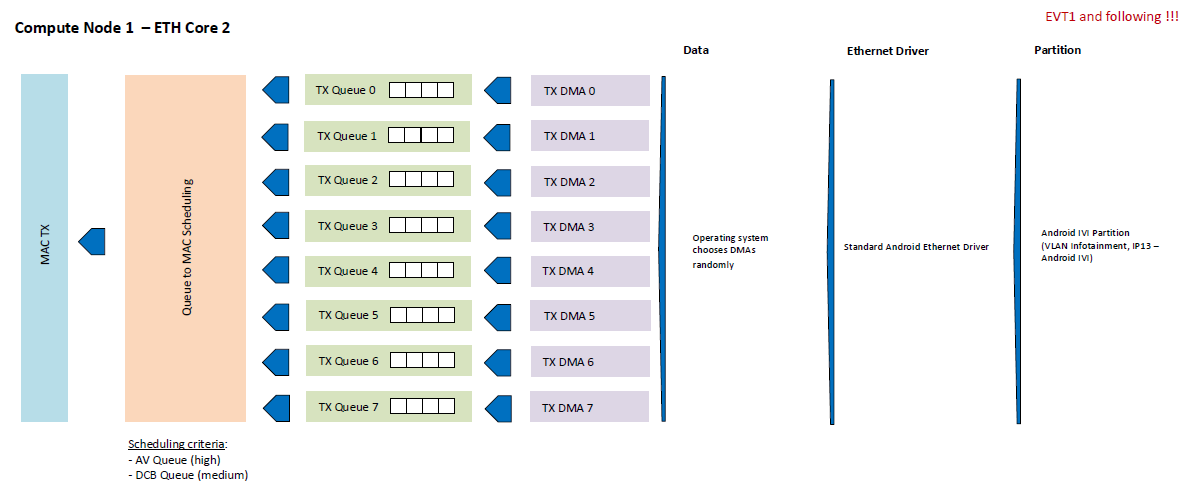 EVT1 and following !!!
Compute Node 1 – ETH Core 2
Data
Ethernet Driver
Partition
MAC TX
Queue to MAC Scheduling
TX Queue 0
TX DMA 0
TX Queue 1
TX DMA 1
TX Queue 2
TX DMA 2
TX Queue 3
TX DMA 3
TX Queue 4
TX DMA 4
TX Queue 5
TX DMA 5
TX Queue 6
TX DMA 6
TX Queue 7
TX DMA 7
Operating system
chooses DMAs
randomly
Standard Android Ethernet Driver
Android IVI Partition
(VLAN Infotainment, IP13 –
Android IVI)
Scheduling criteria:
- AV Queue (high)
- DCB Queue (medium)